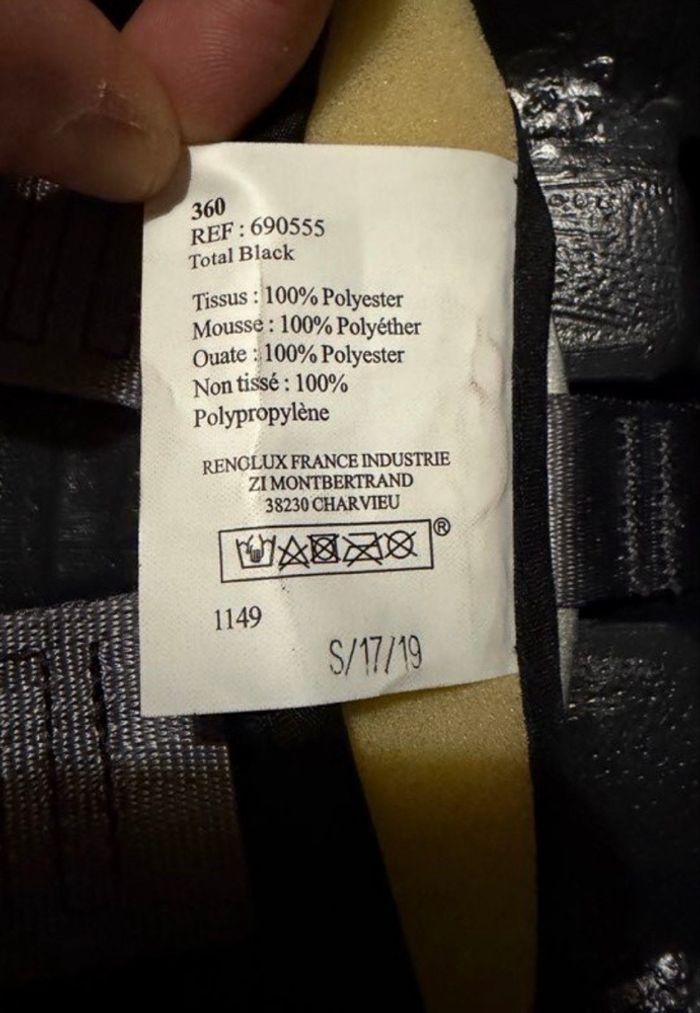 360
REF : 690555
Total Black
Tissus : 100% Polyester
Mousse : 100% Polyéther
Ouate : 100% Polyester
Non tissé : 100%
Polypropylène
RENOLUX FRANCE INDUSTRIE
ZI MONTBERTRAND
38230 CHARVIEU
®
1149
S/17/19